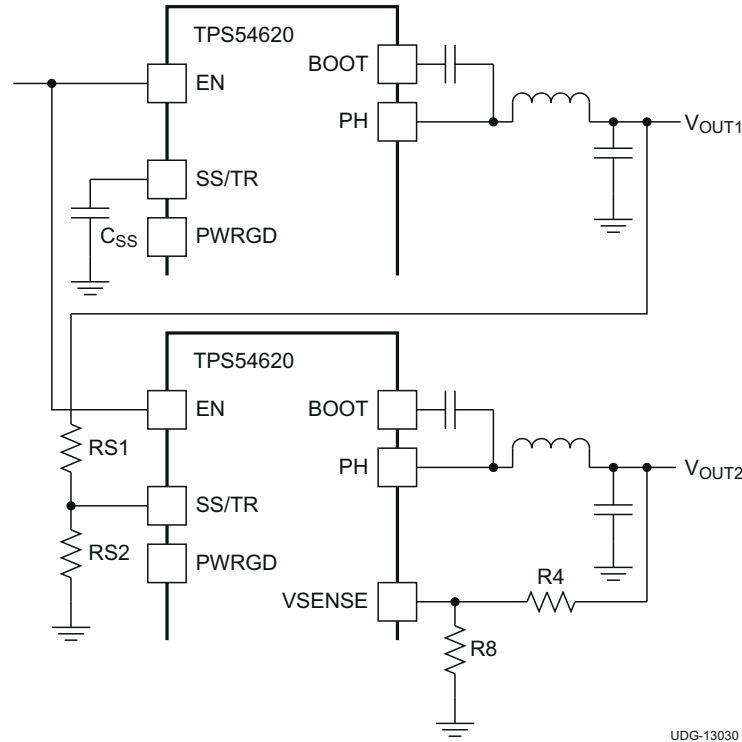 TPS54620
BOOT
EN
PH
VOUT1
SS/TR
CSS
PWRGD
TPS54620
EN
BOOT
RS1
PH
VOUT2
SS/TR
RS2
PWRGD
R4
VSENSE
R8
UDG-13030